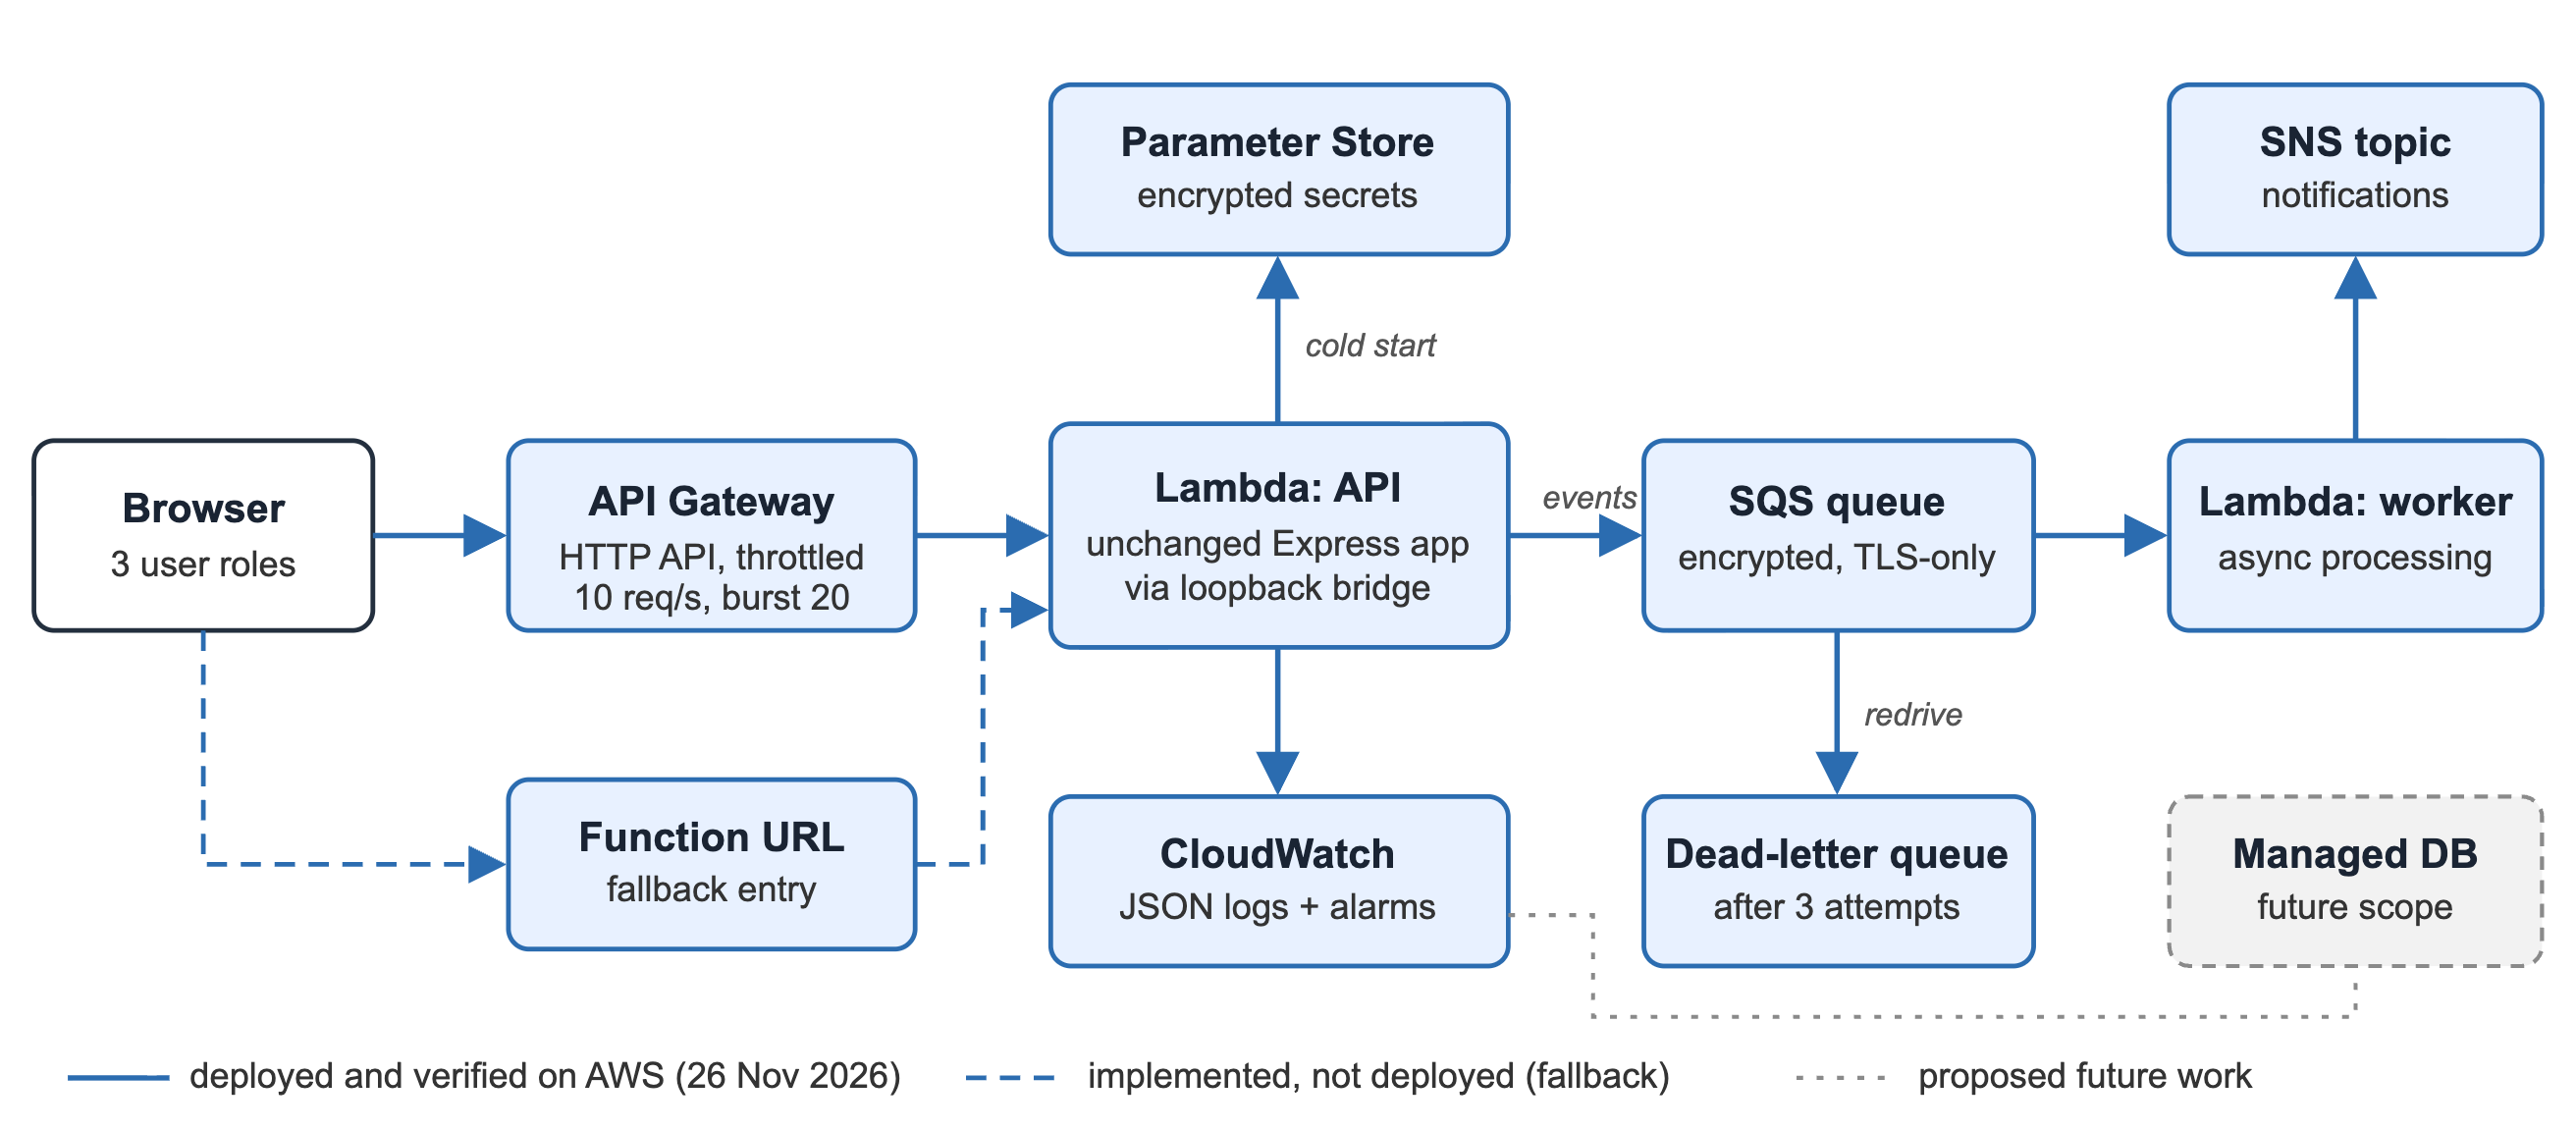 Parameter Store
encrypted secrets
SNS topic
notifications
cold start
Browser
3 user roles
API Gateway
HTTP API, throttled
10 req/s, burst 20
Lambda: API
unchanged Express app
via loopback bridge
events
SQS queue
encrypted, TLS-only
Lambda: worker
async processing
redrive
Function URL
fallback entry
CloudWatch
JSON logs + alarms
Dead-letter queue
after 3 attempts
Managed DB
future scope
deployed and verified on AWS (26 Nov 2026)
implemented, not deployed (fallback)
proposed future work